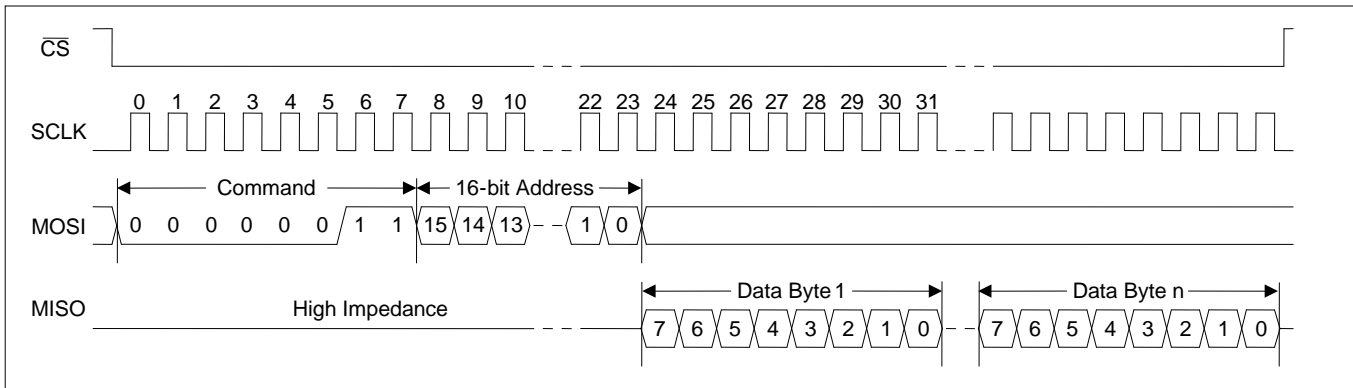 CS
0 1 2 3 4 5 6 7 8 9 10 22 23 24 25 26 27 28 29 30 31
SCLK
Command 16-bit Address
MOSI 0 0 0 0 0 0 1 1 15 14 13 1 0
Data Byte 1 Data Byte n
MISO High Impedance
7 6 5 4 3 2 1 0 7 6 5 4 3 2 1 0